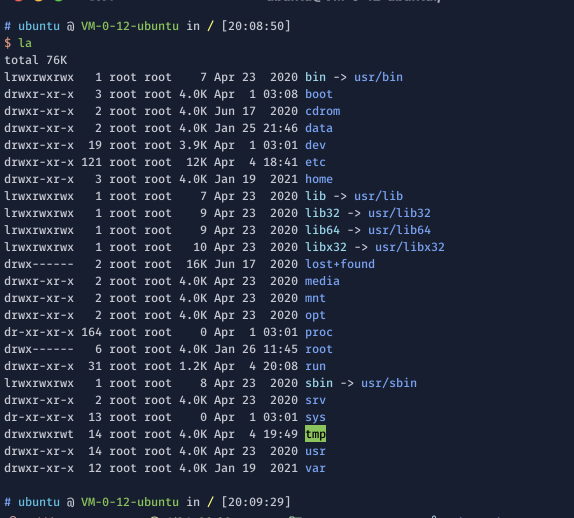 # ubuntu @ VM-0-12-ubuntu in / [20:08:50]
$ la
total 76K
lrwxrwxrwx   1 root root    7 Apr 23  2020 bin -> usr/bin
drwxr-xr-x   3 root root 4.0K Apr  1 03:08 boot
drwxr-xr-x   2 root root 4.0K Jun 17  2020 cdrom
drwxr-xr-x   2 root root 4.0K Jan 25 21:46 data
drwxr-xr-x  19 root root 3.9K Apr  1 03:01 dev
drwxr-xr-x 121 root root  12K Apr  4 18:41 etc
drwxr-xr-x   3 root root 4.0K Jan 19  2021 home
lrwxrwxrwx   1 root root    7 Apr 23  2020 lib -> usr/lib
lrwxrwxrwx   1 root root    9 Apr 23  2020 lib32 -> usr/lib32
lrwxrwxrwx   1 root root    9 Apr 23  2020 lib64 -> usr/lib64
lrwxrwxrwx   1 root root   10 Apr 23  2020 libx32 -> usr/libx32
drwx------   2 root root  16K Jun 17  2020 lost+found
drwxr-xr-x   2 root root 4.0K Apr 23  2020 media
drwxr-xr-x   2 root root 4.0K Apr 23  2020 mnt
drwxr-xr-x   2 root root 4.0K Apr 23  2020 opt
dr-xr-xr-x 164 root root    0 Apr  1 03:01 proc
drwx------   6 root root 4.0K Jan 26 11:45 root
drwxr-xr-x  31 root root 1.2K Apr  4 20:08 run
lrwxrwxrwx   1 root root    8 Apr 23  2020 sbin -> usr/sbin
drwxr-xr-x   2 root root 4.0K Apr 23  2020 srv
dr-xr-xr-x  13 root root    0 Apr  1 03:01 sys
drwxrwxrwt  14 root root 4.0K Apr  4 19:49 tmp
drwxr-xr-x  14 root root 4.0K Apr 23  2020 usr
drwxr-xr-x  12 root root 4.0K Jan 19  2021 var
# ubuntu @ VM-0-12-ubuntu in / [20:09:29]